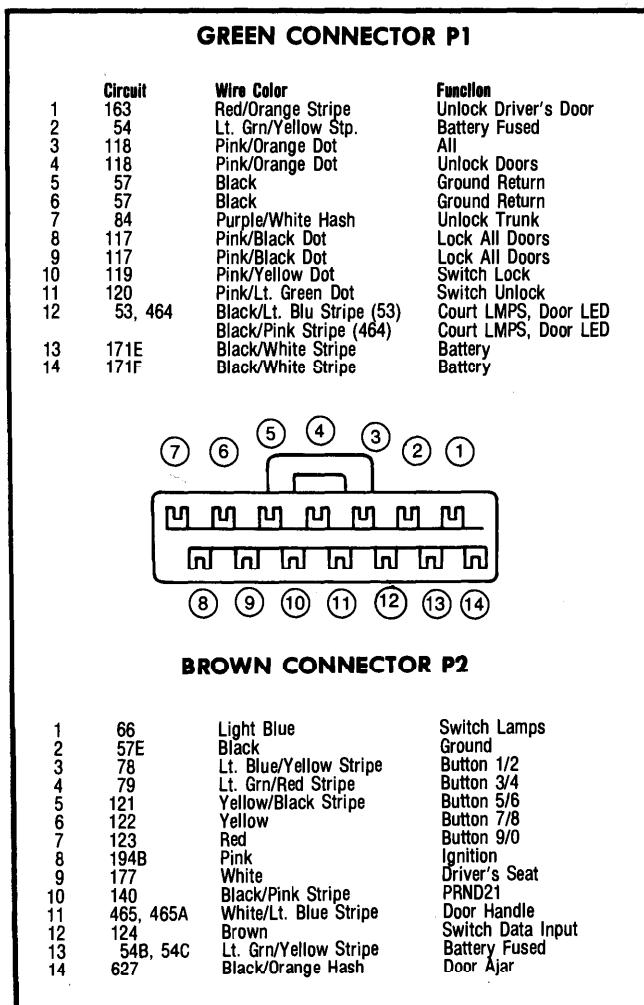 GREEN CONNECTOR P1
Circuit Wire Color Function
1 163 Red/Orange Stripe Unlock Driver's Door
2 54 Lt. Grn/Yellow Stp. Battery Fused
3 118 Pink/Orange Dot All
4 118 Pink/Orange Dot Unlock Doors
5 57 Black Ground Return
6 57 Black Ground Return
7 84 Purple/White Hash Unlock Trunk
8 117 Pink/Black Dot Lock All Doors
9 117 Pink/Black Dot Lock All Doors
10 119 Pink/Yellow Dot Switch Lock
11 120 Pink/Lt. Green Dot Switch Unlock
12 53, 464 Black/Lt. Blu Stripe (53) Court LMPS, Door LED
Black/Pink Stripe (464) Court LMPS, Door LED
13 171E Black/White Stripe Battery
14 171F Black/White Stripe Battery
7 6 5 4 3 2 1
8 9 10 11 12 13 14
BROWN CONNECTOR P2
1 66 Light Blue Switch Lamps
2 57E Black Ground
3 78 Lt. Blue/Yellow Stripe Button 1/2
4 79 Lt. Grn/Red Stripe Button 3/4
5 121 Yellow/Black Stripe Button 5/6
6 122 Yellow Button 7/8
7 123 Red Button 9/0
8 194B Pink Ignition
9 177 White Driver's Seat
10 140 Black/Pink Stripe PRND21
11 465, 465A White/Lt. Blue Stripe Door Handle
12 124 Brown Switch Data Input
13 54B, 54C Lt. Grn/Yellow Stripe Battery Fused
14 627 Black/Orange Hash Door Ajar